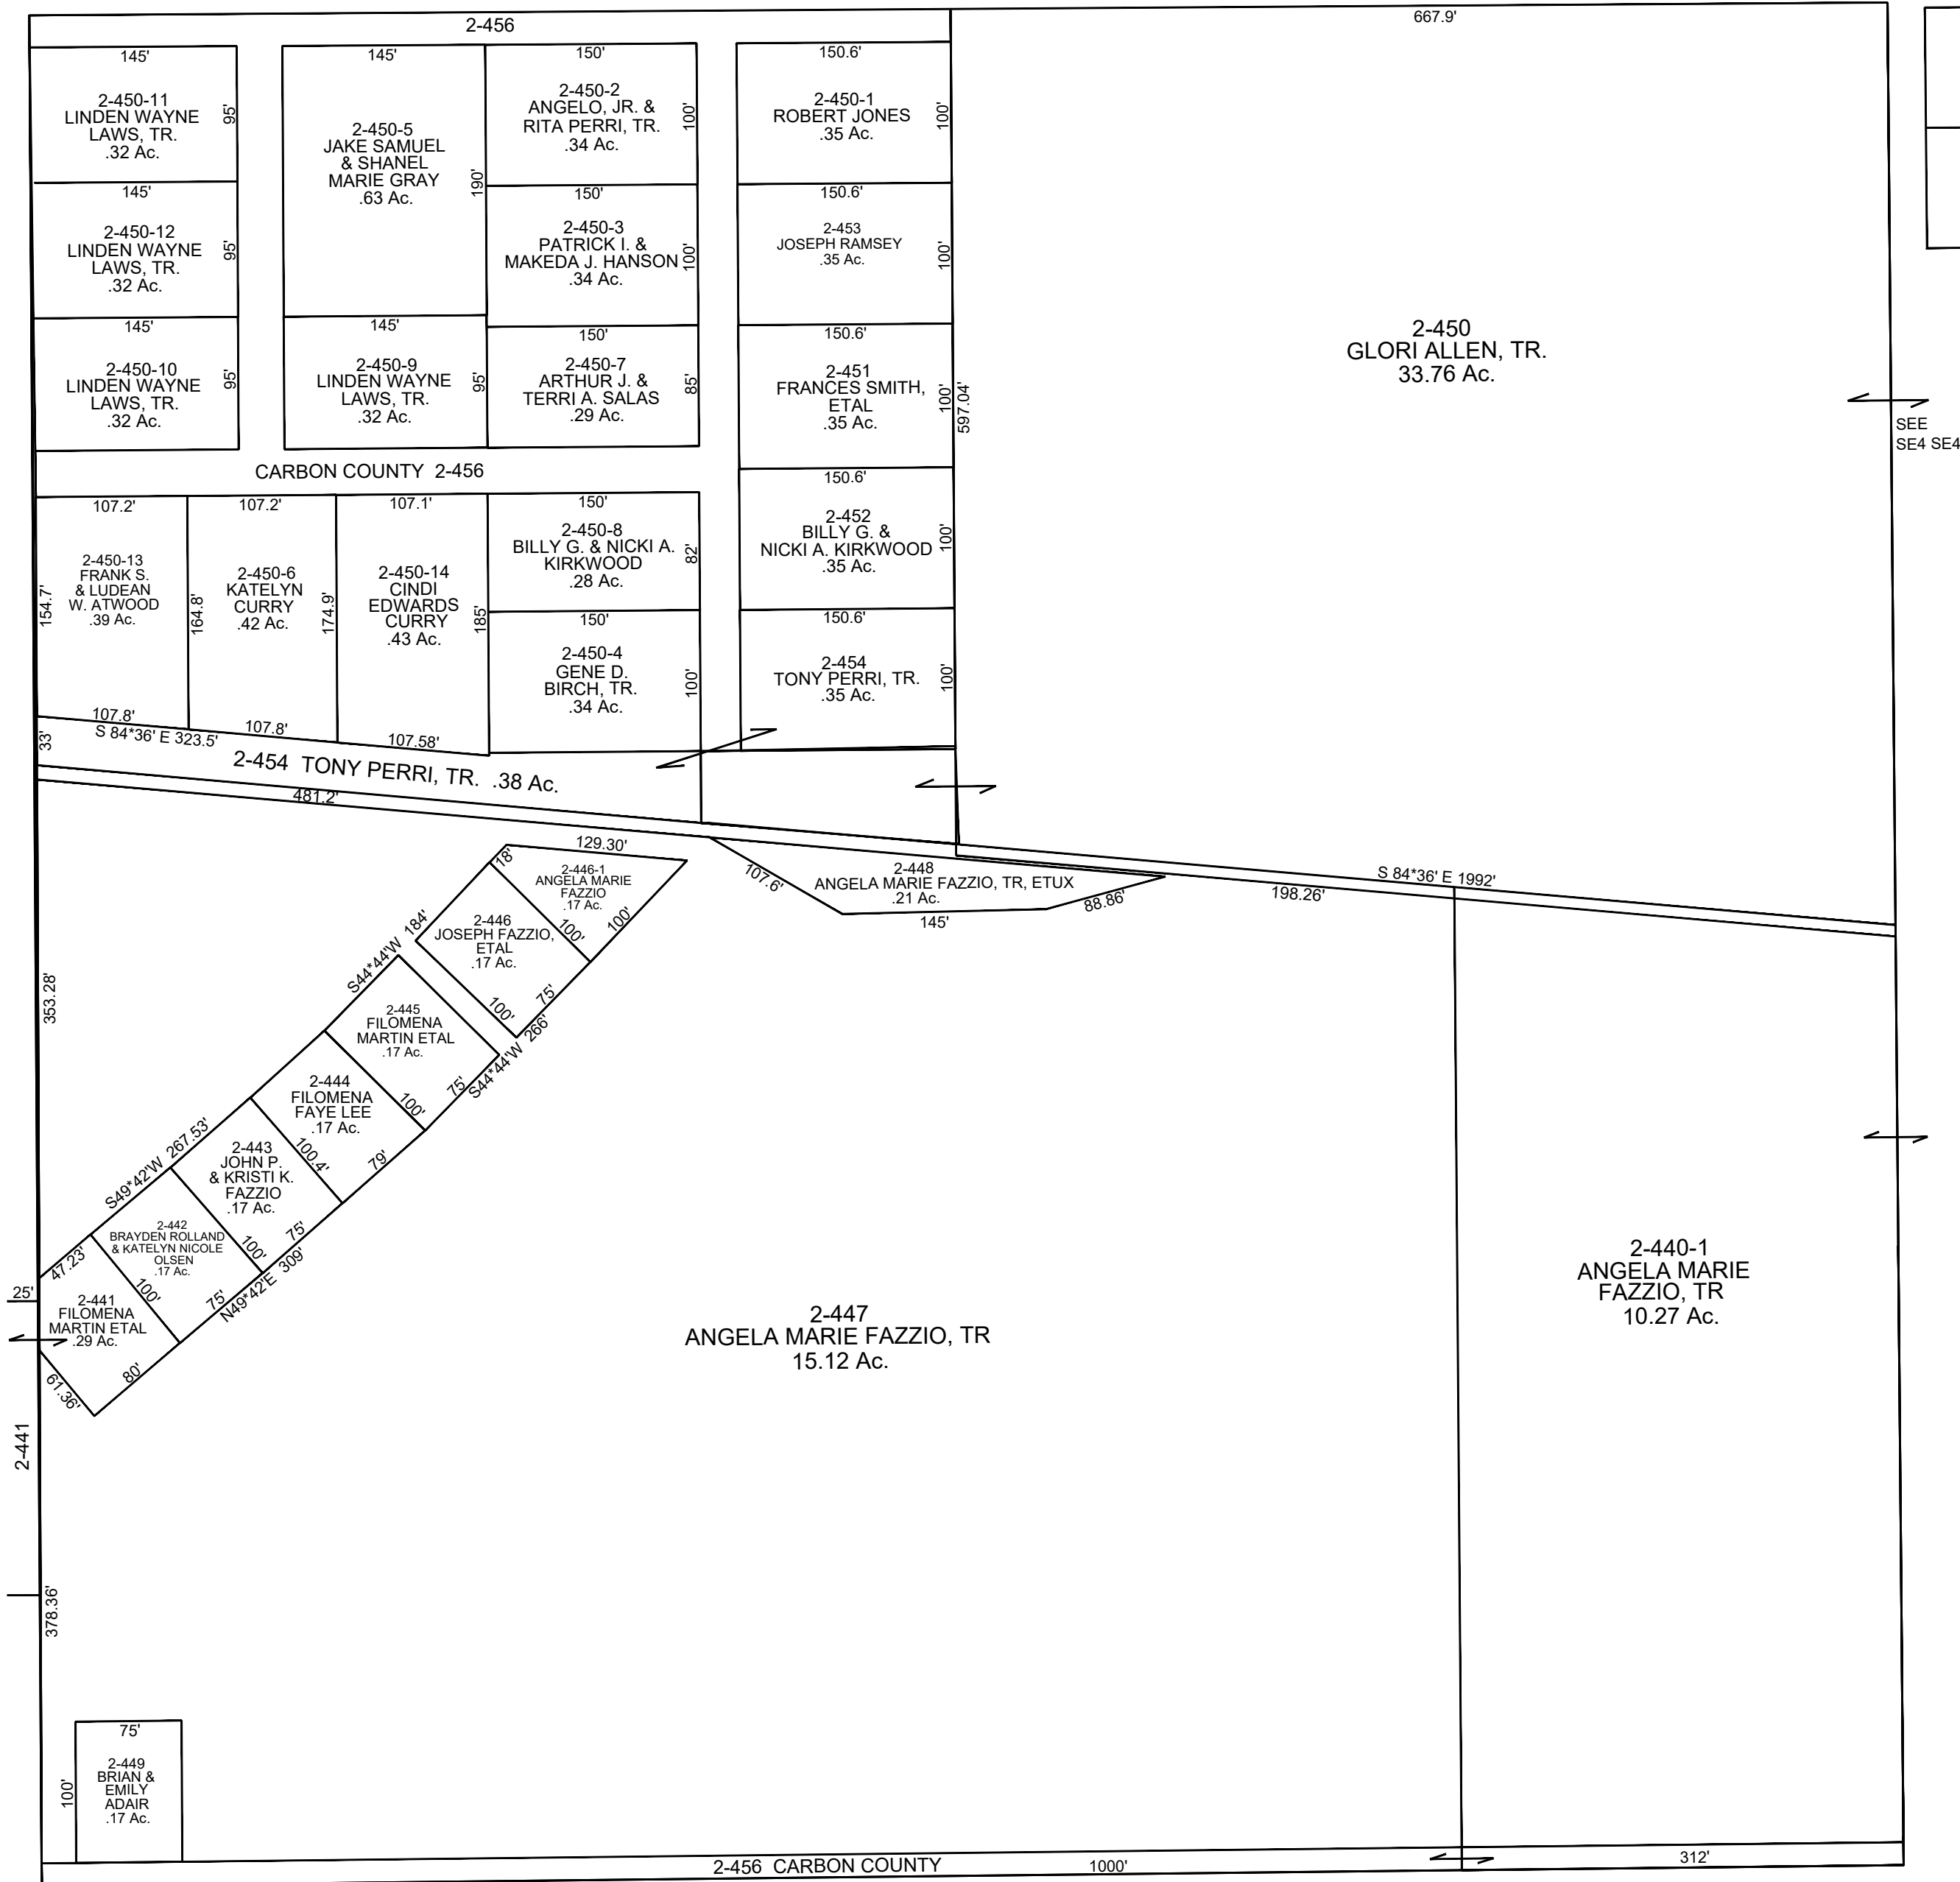 2-456
667.9'
145'
2-450-11
LINDEN WAYNE
LAWS, TR.
.32 Ac.
95'
145'
2-450-5
JAKE SAMUEL
& SHANEL
MARIE GRAY
.63 Ac.
190'
150'
2-450-2
ANGELO, JR. &
RITA PERRI, TR.
.34 Ac.
100'
150.6'
2-450-1
ROBERT JONES
.35 Ac.
100'
145'
2-450-12
LINDEN WAYNE
LAWS, TR.
.32 Ac.
95'
150'
2-450-3
PATRICK I. &
MAKEDA J. HANSON
.34 Ac.
100'
150.6'
2-453
JOSEPH RAMSEY
.35 Ac.
100'
2-450
GLORI ALLEN, TR.
33.76 Ac.
145'
2-450-10
LINDEN WAYNE
LAWS, TR.
.32 Ac.
95'
145'
2-450-9
LINDEN WAYNE
LAWS, TR.
.32 Ac.
95'
150'
2-450-7
ARTHUR J. &
TERRI A. SALAS
.29 Ac.
85'
150.6'
2-451
FRANCES SMITH,
ETAL
.35 Ac.
100'
597.04'
SEE
SE4 SE4
CARBON COUNTY 2-456
107.2'
2-450-13
FRANK S.
& LUDEAN
W. ATWOOD
.39 Ac.
154.7'
164.8'
107.2'
2-450-6
KATELYN
CURRY
.42 Ac.
174.9'
107.1'
2-450-14
CINDI
EDWARDS
CURRY
.43 Ac.
185'
150'
2-450-8
BILLY G. & NICKI A.
KIRKWOOD
.28 Ac.
82'
150.6'
2-452
BILLY G. &
NICKI A. KIRKWOOD
.35 Ac.
100'
150'
2-450-4
GENE D.
BIRCH, TR.
.34 Ac.
100'
150.6'
2-454
TONY PERRI, TR.
.35 Ac.
100'
107.8'
107.8'
107.58'
33'
S 84*36' E 323.5'
2-454 TONY PERRI, TR. .38 Ac.
481.2'
18'
129.30'
2-446-1
ANGELA MARIE
FAZZIO
.17 Ac.
100'
100'
107.6'
2-448
ANGELA MARIE FAZZIO, TR, ETUX
.21 Ac.
145'
88.86'
S 84*36' E 1992'
198.26'
S44*44'W 184'
2-446
JOSEPH FAZZIO,
ETAL
.17 Ac.
100'
75'
S44*44'W 266'
353.28'
2-445
FILOMENA
MARTIN ETAL
.17 Ac.
100'
75'
2-444
FILOMENA
FAYE LEE
.17 Ac.
100.4'
79'
S49*42'W 267.53'
2-443
JOHN P.
& KRISTI K.
FAZZIO
.17 Ac.
100'
75'
N49*42'E 309'
2-442
BRAYDEN ROLLAND
& KATELYN NICOLE
OLSEN
.17 Ac.
100'
75'
47.23'
25'
2-441
FILOMENA
MARTIN ETAL
.29 Ac.
80'
61.36'
2-440-1
ANGELA MARIE
FAZZIO, TR
10.27 Ac.
2-447
ANGELA MARIE FAZZIO, TR
15.12 Ac.
2-441
378.36'
75'
2-449
BRIAN &
EMILY
ADAIR
.17 Ac.
100'
2-456 CARBON COUNTY
1000'
312'